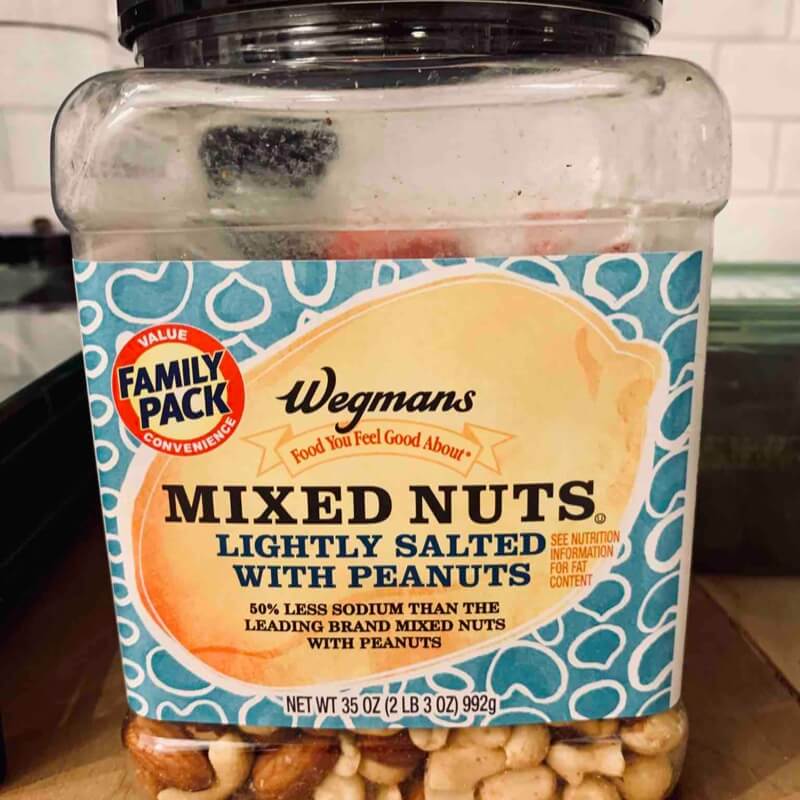 VALUE
FAMILY
PACK
CONVENIENCE
Wegmans
Food You Feel Good About
MIXED NUTS
LIGHTLY SALTED
WITH PEANUTS
SEE NUTRITION
INFORMATION
FOR FAT
CONTENT
50% LESS SODIUM THAN THE
LEADING BRAND MIXED NUTS
WITH PEANUTS
NET WT 35 OZ (2 LB 3 OZ) 992g